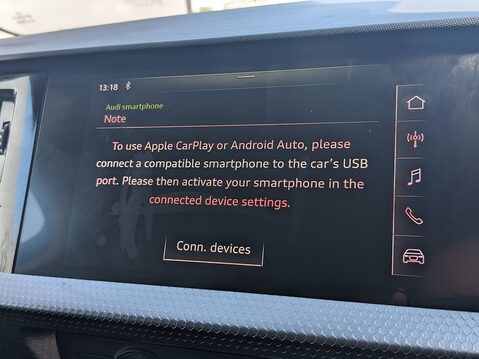 13:18
Audi smartphone
Note
To use Apple CarPlay or Android Auto, please
connect a compatible smartphone to the car's USB
port. Please then activate your smartphone in the
connected device settings.
Conn. devices